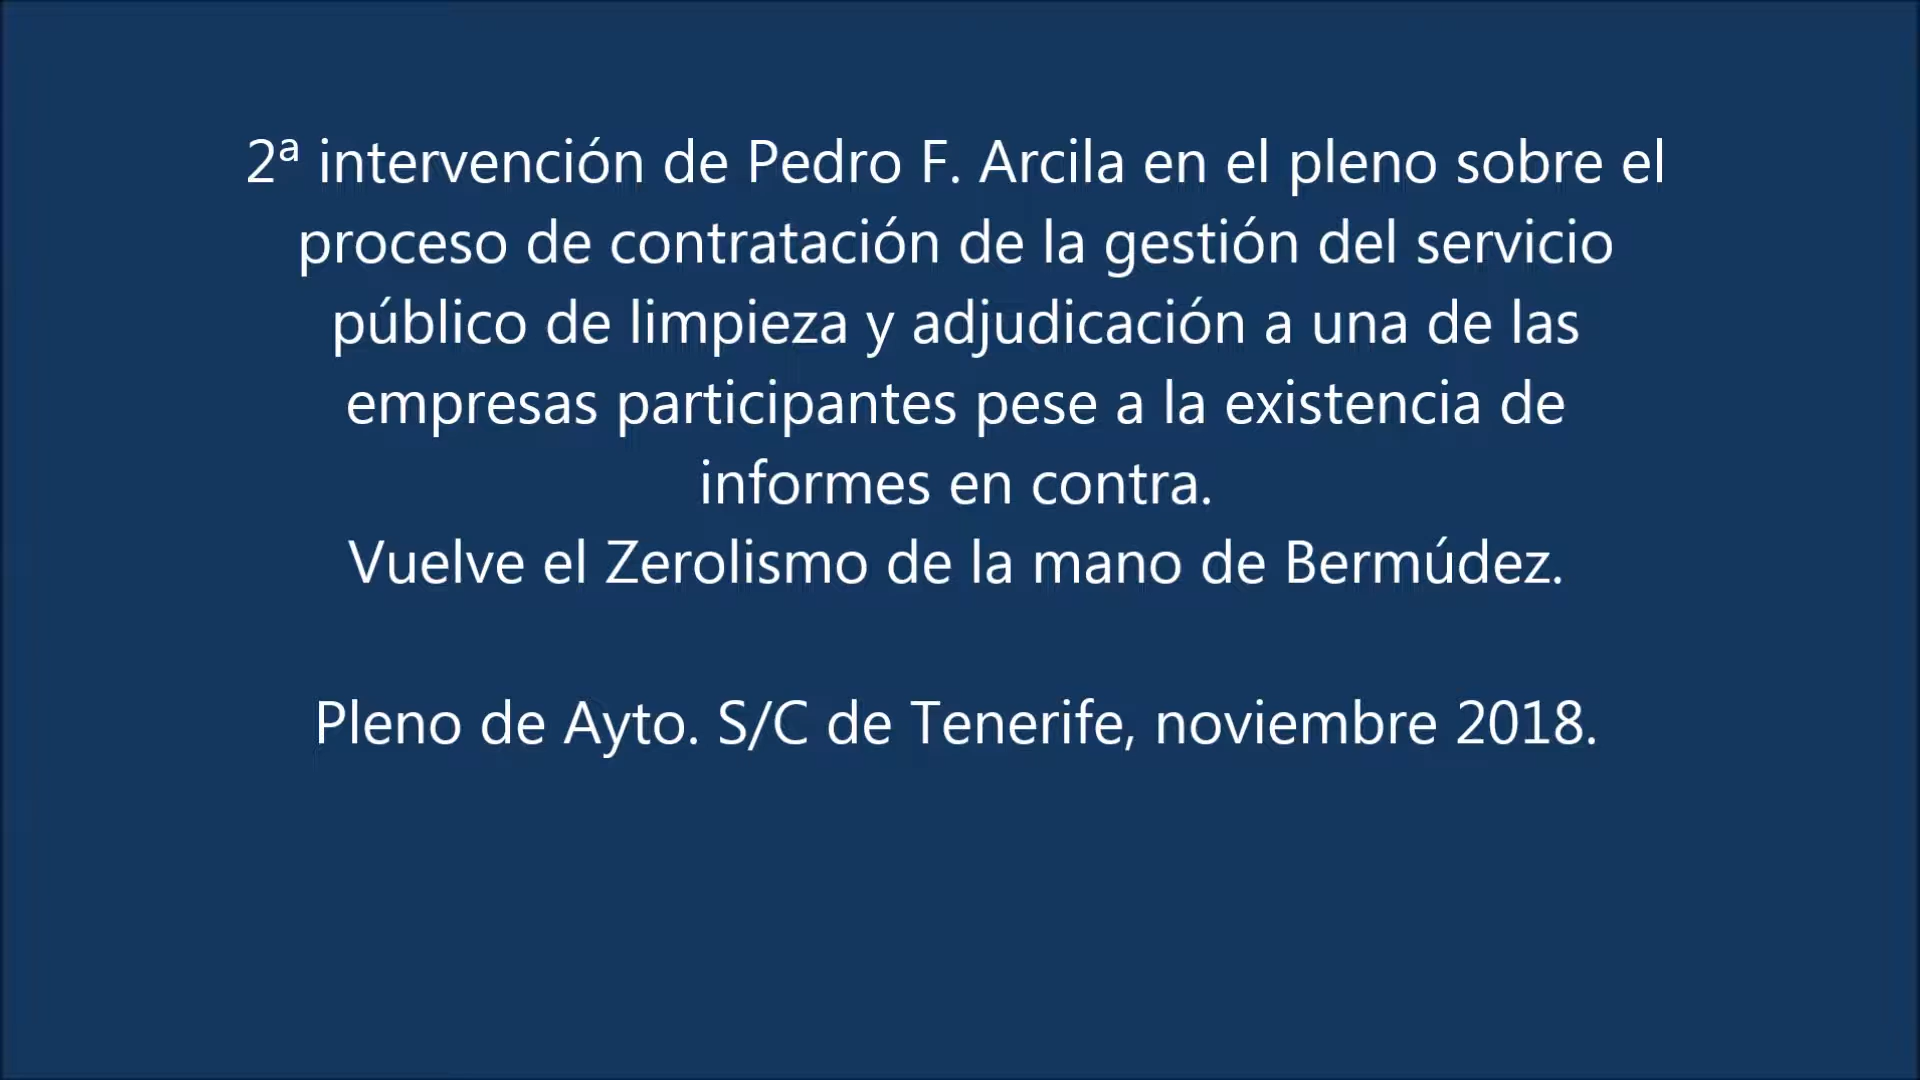 2ª intervención de Pedro F. Arcila en el pleno sobre el
proceso de contratación de la gestión del servicio
público de limpieza y adjudicación a una de las
empresas participantes pese a la existencia de
informes en contra.
Vuelve el Zerolismo de la mano de Bermúdez.
Pleno de Ayto. S/C de Tenerife, noviembre 2018.